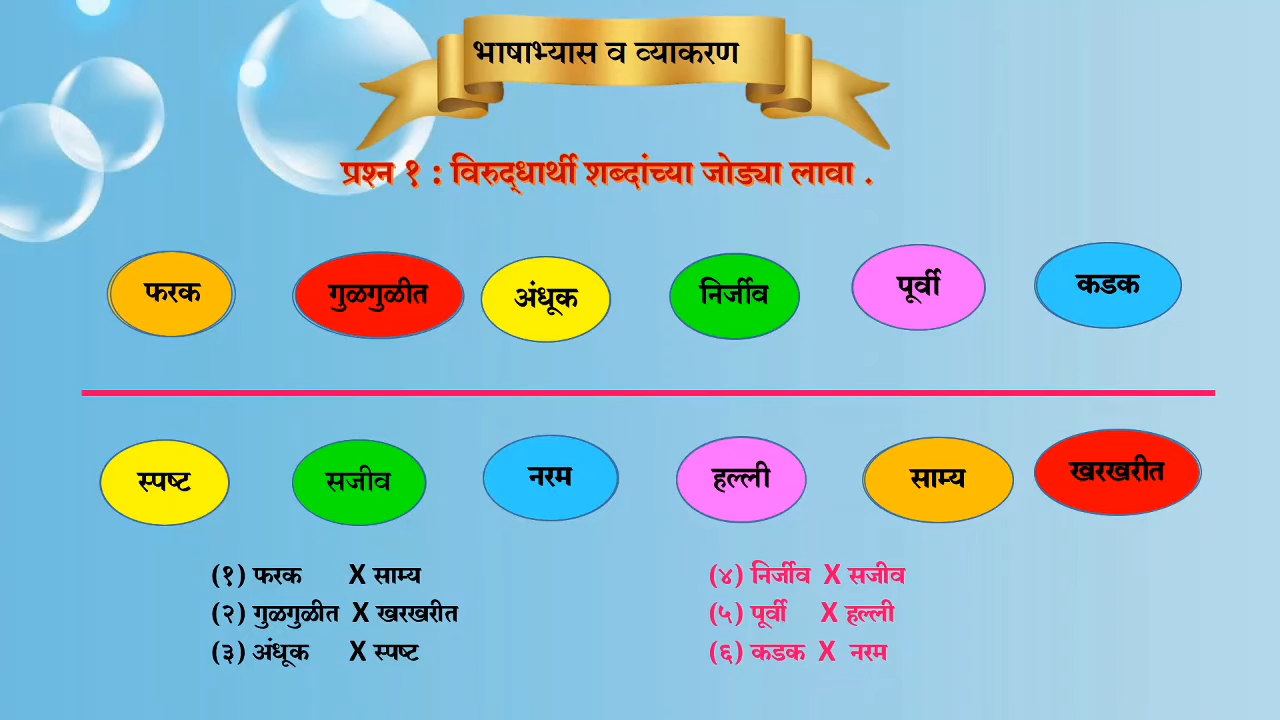 भाषाभ्यास व व्याकरण
प्रश्न १ : विरुद्धार्थी शब्दांच्या जोड्या लावा .
फरक गुळगुळीत अंधूक निर्जीव पूर्वी कडक
स्पष्ट सजीव नरम हल्ली साम्य खरखरीत
(१) फरक X साम्य
(२) गुळगुळीत X खरखरीत
(३) अंधूक X स्पष्ट
(४) निर्जीव X सजीव
(५) पूर्वी X हल्ली
(६) कडक X नरम